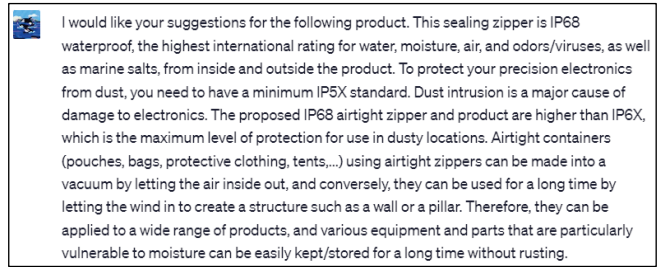 I would like your suggestions for the following product. This sealing zipper is IP68
waterproof, the highest international rating for water, moisture, air, and odors/viruses, as well
as marine salts, from inside and outside the product. To protect your precision electronics
from dust, you need to have a minimum IP5X standard. Dust intrusion is a major cause of
damage to electronics. The proposed IP68 airtight zipper and product are higher than IP6X,
which is the maximum level of protection for use in dusty locations. Airtight containers
(pouches, bags, protective clothing, tents,...) using airtight zippers can be made into a
vacuum by letting the air inside out, and conversely, they can be used for a long time by
letting the wind in to create a structure such as a wall or a pillar. Therefore, they can be
applied to a wide range of products, and various equipment and parts that are particularly
vulnerable to moisture can be easily kept/stored for a long time without rusting.